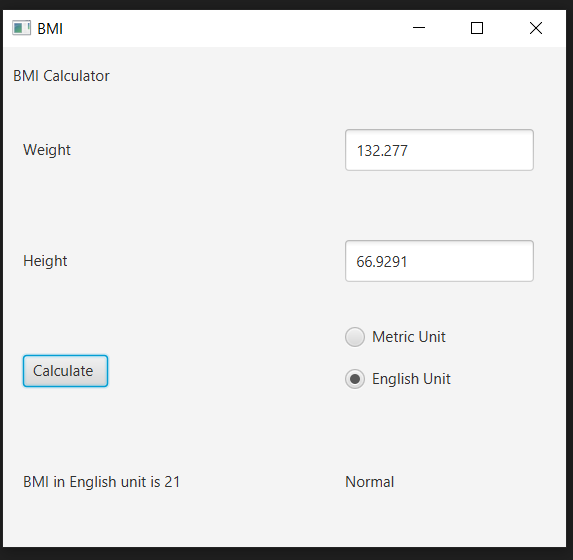 BMI
BMI Calculator
Weight 132.277
Height 66.9291
Metric Unit
Calculate
English Unit
BMI in English unit is 21 Normal